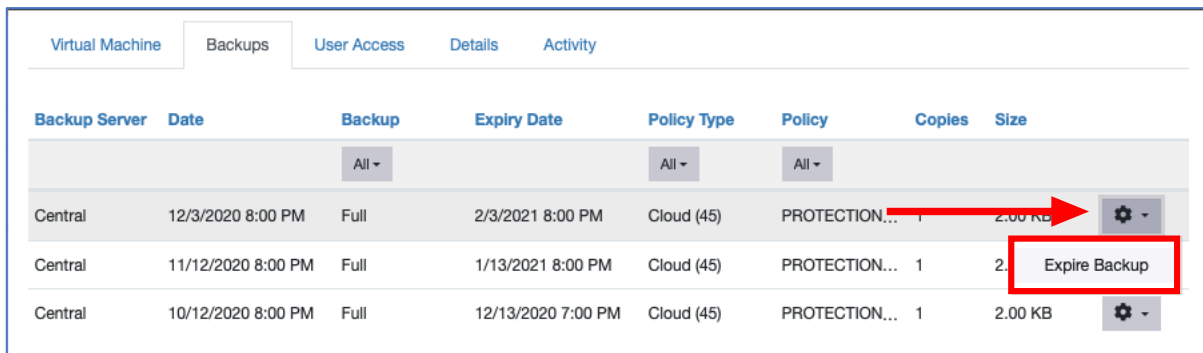 Virtual Machine Backups User Access Details Activity
Backup Server Date Backup Expiry Date Policy Type Policy Copies Size
All All All
Central 12/3/2020 8:00 PM Full 2/3/2021 8:00 PM Cloud (45) PROTECTION... 1 2.00 KB
Central 11/12/2020 8:00 PM Full 1/13/2021 8:00 PM Cloud (45) PROTECTION... 1 2. Expire Backup
Central 10/12/2020 8:00 PM Full 12/13/2020 7:00 PM Cloud (45) PROTECTION... 1 2.00 KB